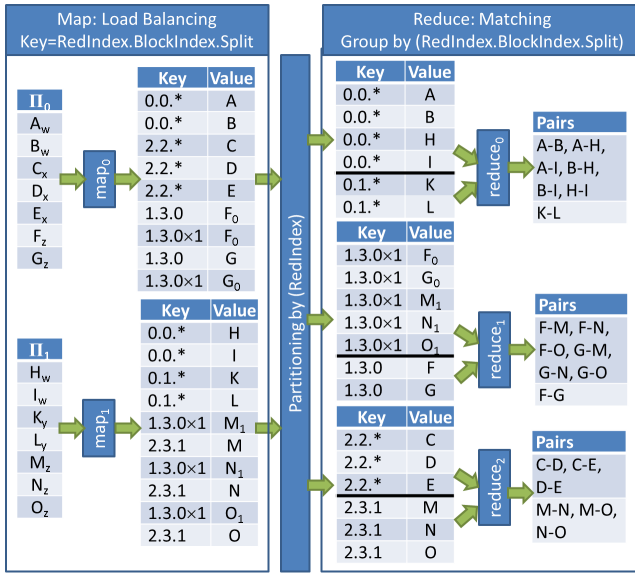 Map: Load Balancing
Key=RedIndex.BlockIndex.Split
Π0
Aw
Bw
Cx
Dx
Ex
Fz
Gz
map0
Key Value
0.0.* A
0.0.* B
2.2.* C
2.2.* D
2.2.* E
1.3.0 F0
1.3.0×1 F0
1.3.0 G
1.3.0×1 G0
Π1
Hw
Iw
Ky
Ly
Mz
Nz
Oz
map1
Key Value
0.0.* H
0.0.* I
0.1.* K
0.1.* L
1.3.0×1 M1
2.3.1 M
1.3.0×1 N1
2.3.1 N
1.3.0×1 O1
2.3.1 O
Partitioning by (RedIndex)
Reduce: Matching
Group by (RedIndex.BlockIndex.Split)
Key Value
0.0.* A
0.0.* B
0.0.* H
0.0.* I
0.1.* K
0.1.* L
reduce0
Pairs
A-B, A-H,
A-I, B-H,
B-I, H-I
K-L
Key Value
1.3.0×1 F0
1.3.0×1 G0
1.3.0×1 M1
1.3.0×1 N1
1.3.0×1 O1
1.3.0 F
1.3.0 G
reduce1
Pairs
F-M, F-N,
F-O, G-M,
G-N, G-O
F-G
Key Value
2.2.* C
2.2.* D
2.2.* E
2.3.1 M
2.3.1 N
2.3.1 O
reduce2
Pairs
C-D, C-E,
D-E
M-N, M-O,
N-O